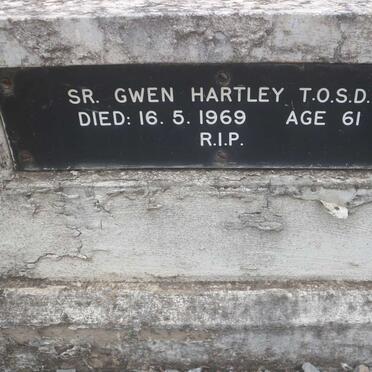 SR. GWEN HARTLEY T.O.S.D.
DIED: 16. 5. 1969 AGE 61
R.I.P.